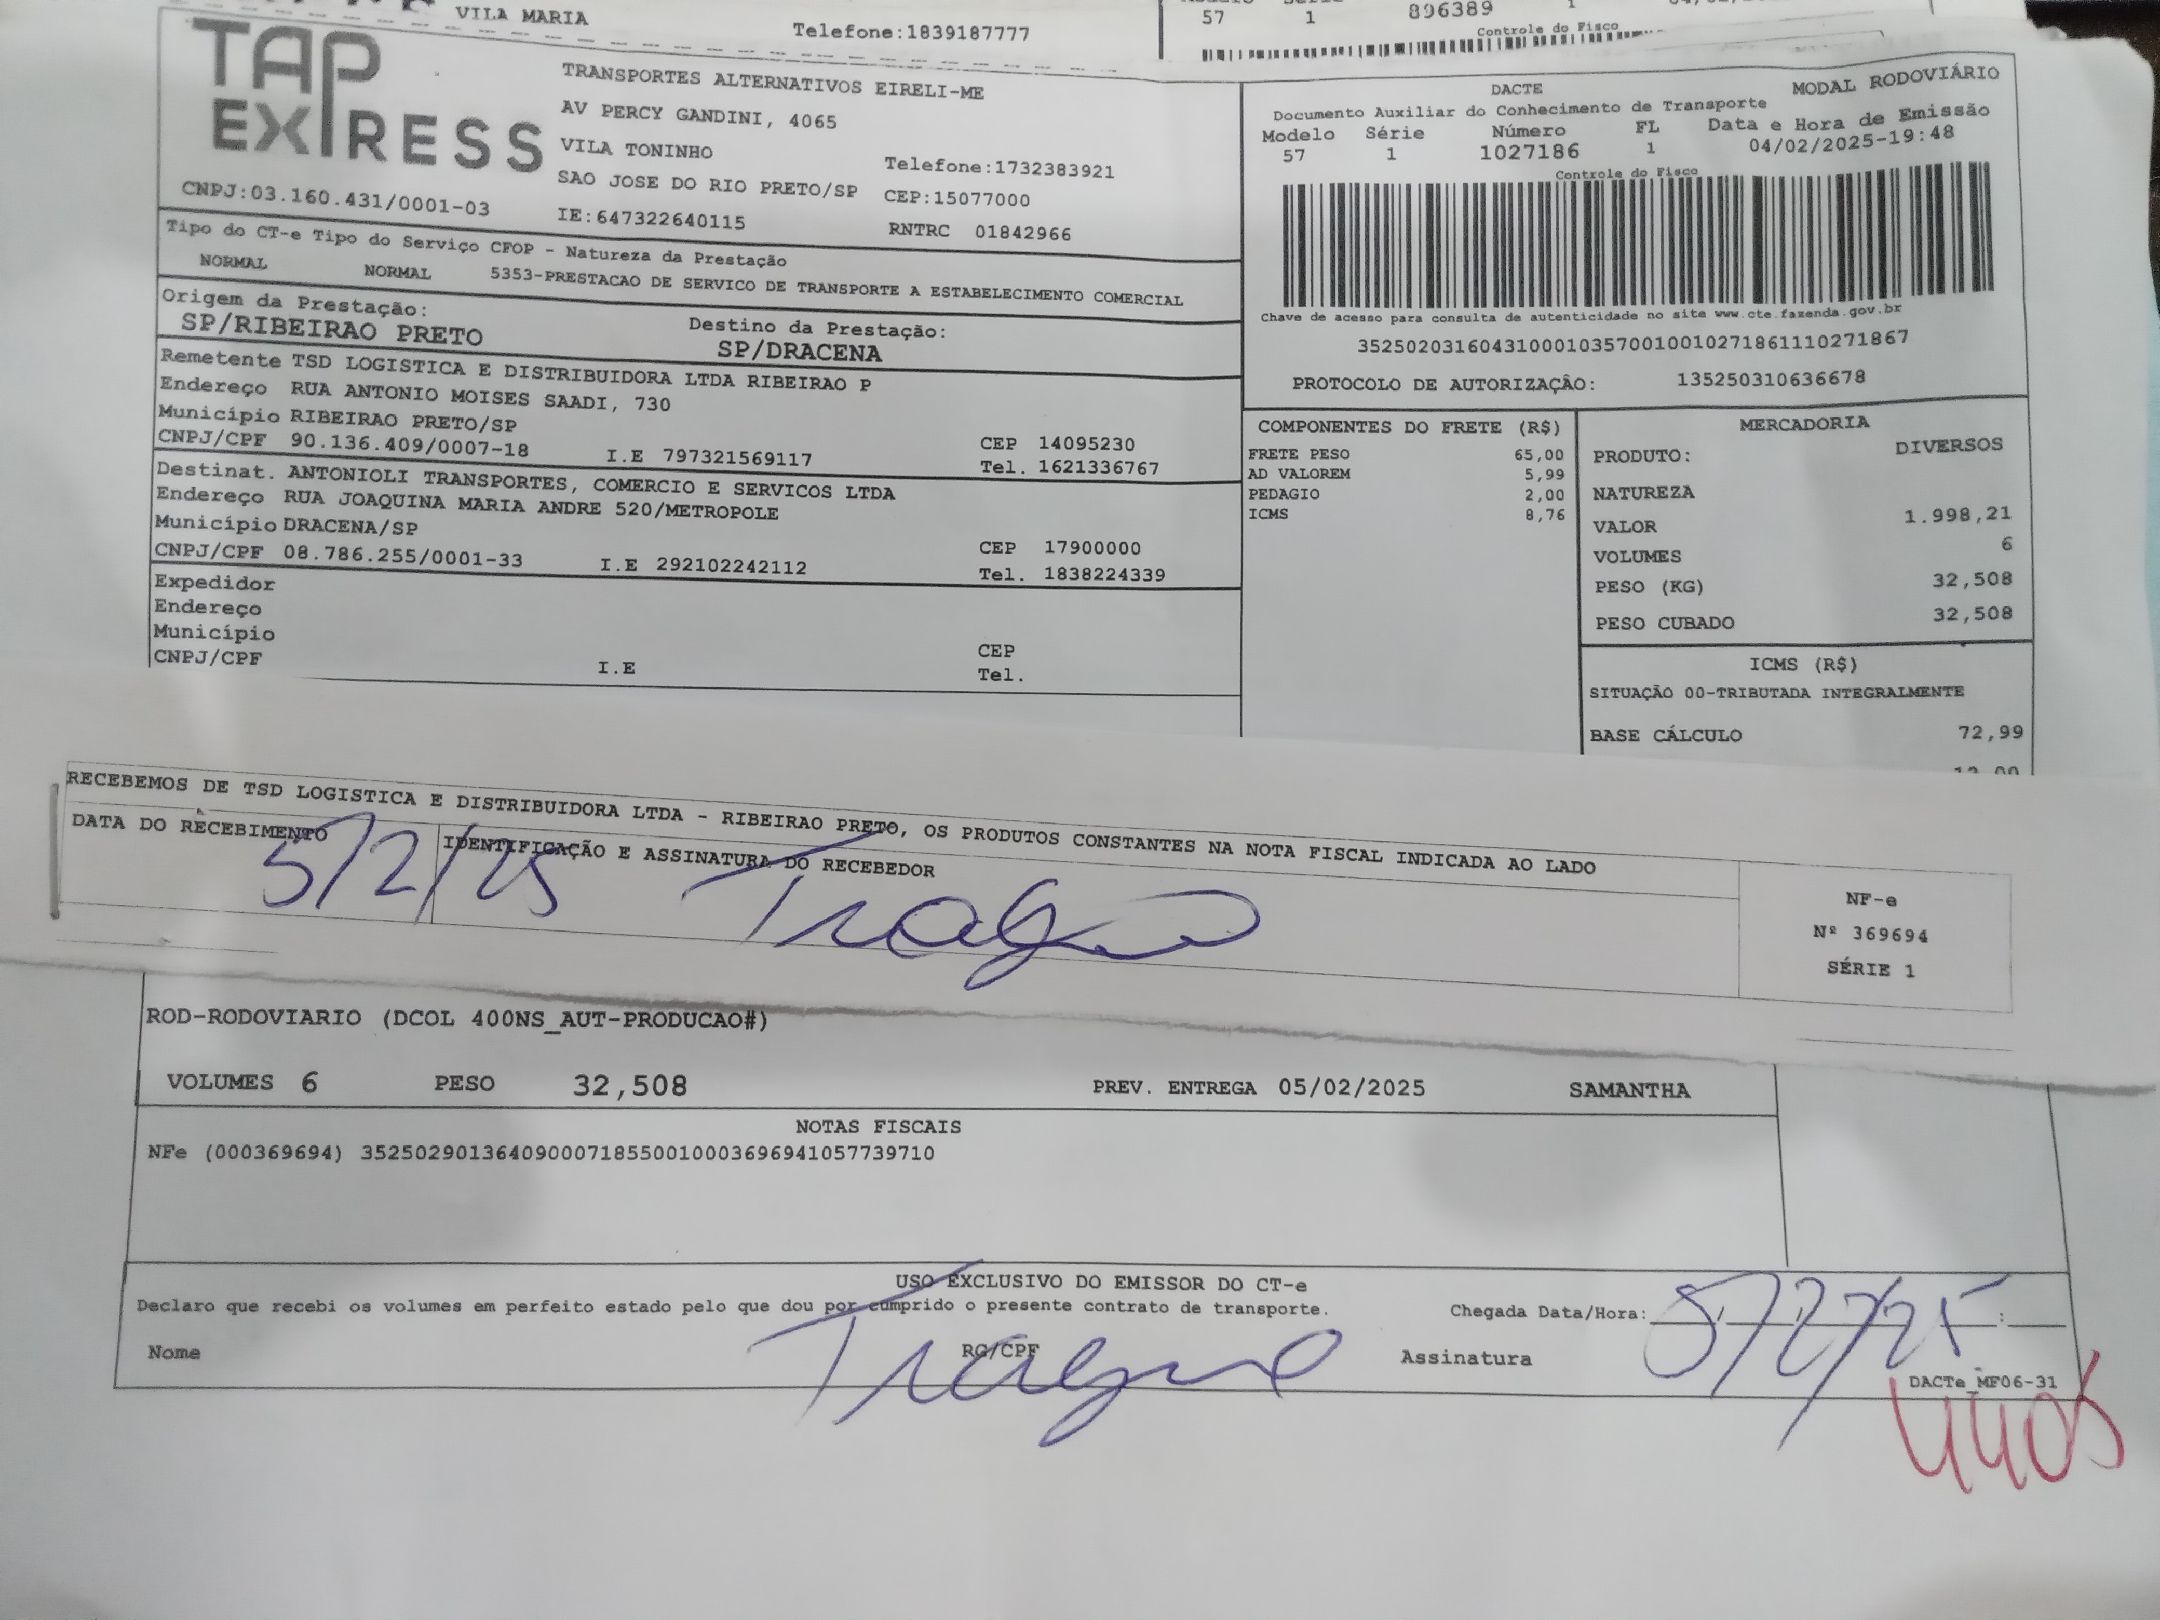 VILA MARIA
Telefone:1839187777
57 1 896389
Controle do Fisco
TAP EXPRESS
TRANSPORTES ALTERNATIVOS EIRELI-ME
AV PERCY GANDINI, 4065
VILA TONINHO
Telefone:1732383921
SAO JOSE DO RIO PRETO/SP CEP:15077000
CNPJ:03.160.431/0001-03 IE:647322640115 RNTRC 01842966
DACTE MODAL RODOVIÁRIO
Documento Auxiliar do Conhecimento de Transporte
Modelo Série Número FL Data e Hora de Emissão
57 1 1027186 1 04/02/2025-19:48
Controle do Fisco
Chave de acesso para consulta de autenticidade no site www.cte.fazenda.gov.br
35250203160431000103570010010271861110271867
PROTOCOLO DE AUTORIZAÇÃO: 135250310636678
Tipo do CT-e Tipo do Serviço CFOP - Natureza da Prestação
NORMAL NORMAL 5353-PRESTACAO DE SERVICO DE TRANSPORTE A ESTABELECIMENTO COMERCIAL
Origem da Prestação: Destino da Prestação:
SP/RIBEIRAO PRETO SP/DRACENA
Remetente TSD LOGISTICA E DISTRIBUIDORA LTDA RIBEIRAO P
Endereço RUA ANTONIO MOISES SAADI, 730
Município RIBEIRAO PRETO/SP CEP 14095230
CNPJ/CPF 90.136.409/0007-18 I.E 797321569117 Tel. 1621336767
Destinat. ANTONIOLI TRANSPORTES, COMERCIO E SERVICOS LTDA
Endereço RUA JOAQUINA MARIA ANDRE 520/METROPOLE
Município DRACENA/SP CEP 17900000
CNPJ/CPF 08.786.255/0001-33 I.E 292102242112 Tel. 1838224339
Expedidor
Endereço
Município CEP
CNPJ/CPF I.E Tel.
COMPONENTES DO FRETE (R$)
FRETE PESO 65,00
AD VALOREM 5,99
PEDAGIO 2,00
ICMS 8,76
MERCADORIA
PRODUTO: DIVERSOS
NATUREZA
VALOR 1.998,21
VOLUMES 6
PESO (KG) 32,508
PESO CUBADO 32,508
ICMS (R$)
SITUAÇÃO 00-TRIBUTADA INTEGRALMENTE
BASE CÁLCULO 72,99
RECEBEMOS DE TSD LOGISTICA E DISTRIBUIDORA LTDA - RIBEIRAO PRETO, OS PRODUTOS CONSTANTES NA NOTA FISCAL INDICADA AO LADO
DATA DO RECEBIMENTO IDENTIFICAÇÃO E ASSINATURA DO RECEBEDOR
5/2/25
NF-e
Nº 369694
SÉRIE 1
ROD-RODOVIARIO (DCOL 400NS_AUT-PRODUCAO#)
VOLUMES 6 PESO 32,508 PREV. ENTREGA 05/02/2025 SAMANTHA
NOTAS FISCAIS
NFe (000369694) 35250290136409000718550010003696941057739710
USO EXCLUSIVO DO EMISSOR DO CT-e
Declaro que recebi os volumes em perfeito estado pelo que dou por cumprido o presente contrato de transporte. Chegada Data/Hora: 5/2/25
Nome RG/CPF Assinatura
DACTe_MF06-31